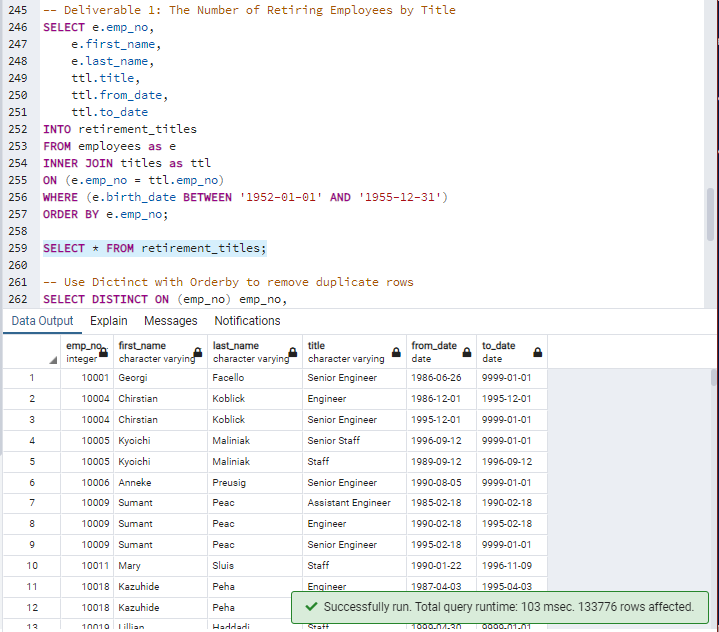 245 -- Deliverable 1: The Number of Retiring Employees by Title
246 SELECT e.emp_no,
247 e.first_name,
248 e.last_name,
249 ttl.title,
250 ttl.from_date,
251 ttl.to_date
252 INTO retirement_titles
253 FROM employees as e
254 INNER JOIN titles as ttl
255 ON (e.emp_no = ttl.emp_no)
256 WHERE (e.birth_date BETWEEN '1952-01-01' AND '1955-12-31')
257 ORDER BY e.emp_no;
258
259 SELECT * FROM retirement_titles;
260
261 -- Use Dictinct with Orderby to remove duplicate rows
262 SELECT DISTINCT ON (emp_no) emp_no,
Data Output Explain Messages Notifications
emp_no first_name last_name title from_date to_date
integer character varying character varying character varying date date
1 10001 Georgi Facello Senior Engineer 1986-06-26 9999-01-01
2 10004 Chirstian Koblick Engineer 1986-12-01 1995-12-01
3 10004 Chirstian Koblick Senior Engineer 1995-12-01 9999-01-01
4 10005 Kyoichi Maliniak Senior Staff 1996-09-12 9999-01-01
5 10005 Kyoichi Maliniak Staff 1989-09-12 1996-09-12
6 10006 Anneke Preusig Senior Engineer 1990-08-05 9999-01-01
7 10009 Sumant Peac Assistant Engineer 1985-02-18 1990-02-18
8 10009 Sumant Peac Engineer 1990-02-18 1995-02-18
9 10009 Sumant Peac Senior Engineer 1995-02-18 9999-01-01
10 10011 Mary Sluis Staff 1990-01-22 1996-11-09
11 10018 Kazuhide Peha Engineer 1987-04-03 1995-04-03
12 10018 Kazuhide Peha
Successfully run. Total query runtime: 103 msec. 133776 rows affected.
13 10019 Lillian Haddadi Staff 1999-04-30 9999-01-01